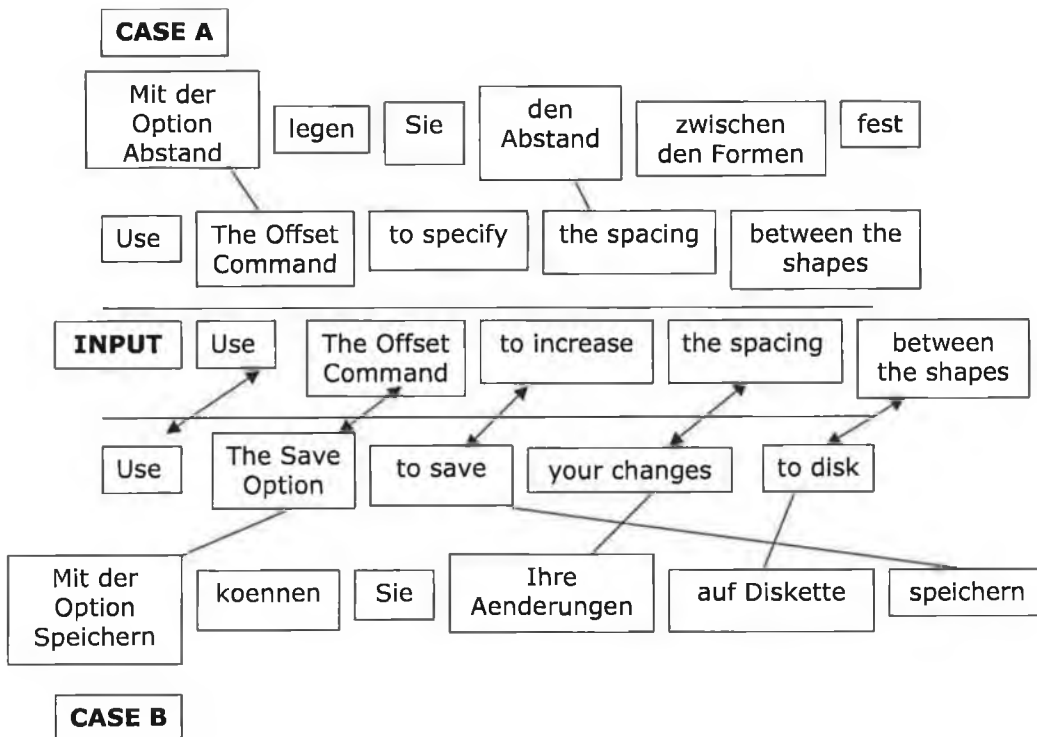 CASE A
Mit der
Option
Abstand
legen
Sie
den
Abstand
zwischen
den Formen
fest
Use
The Offset
Command
to specify
the spacing
between the
shapes
INPUT
Use
The Offset
Command
to increase
the spacing
between
the shapes
Use
The Save
Option
to save
your changes
to disk
Mit der
Option
Speichern
koennen
Sie
Ihre
Aenderungen
auf Diskette
speichern
CASE B